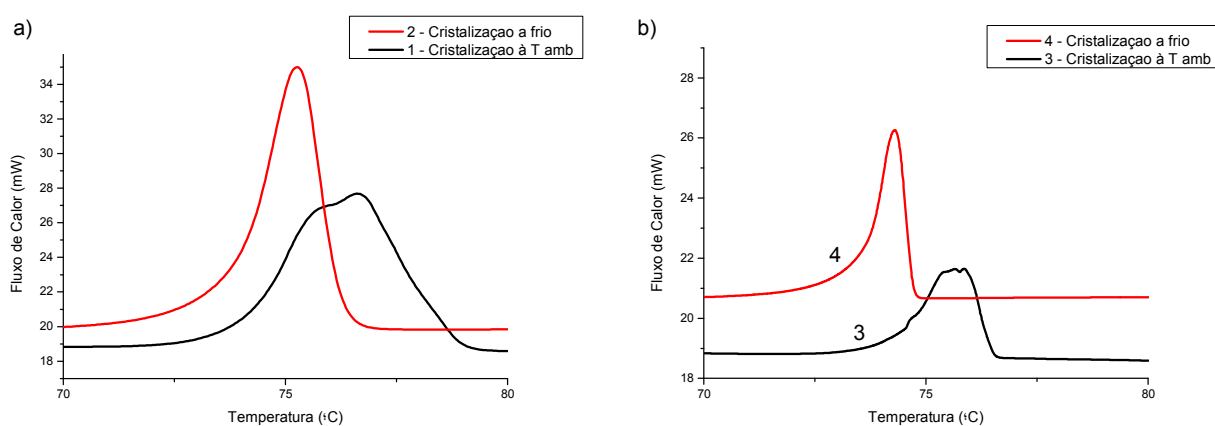 a)
2 - Cristalizaçao a frio
1 - Cristalização à T amb
34
32
30
28
26
24
22
20
18
Fluxo de Calor (mW)
70
75
80
Temperatura (°C)
b)
4 - Cristalizaçao a frio
3 - Cristalizaçao à T amb
28
26
24
22
20
18
Fluxo de Calor (mW)
4
3
70
75
80
Temperatura (°C)